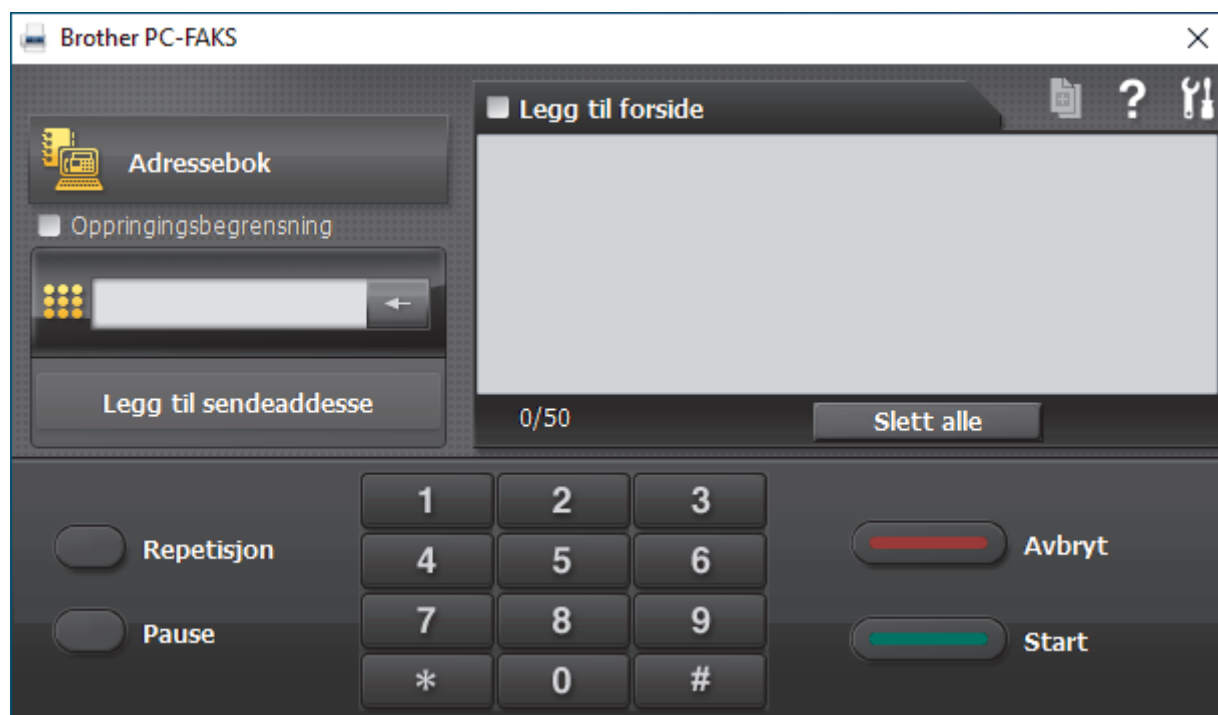 Brother PC-FAKS
Legg til forside
?
Adressebok
Oppringingsbegrensning
Legg til sendeaddesse
0/50
Slett alle
1 2 3
4 5 6
7 8 9
* 0 #
Repetisjon
Pause
Avbryt
Start